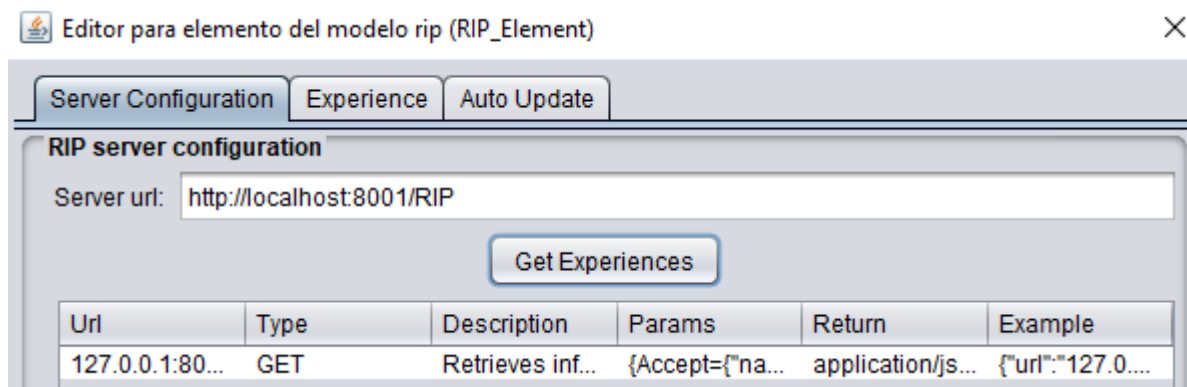 Editor para elemento del modelo rip (RIP_Element)
Server Configuration Experience Auto Update
RIP server configuration
Server url: http://localhost:8001/RIP
Get Experiences
Url Type Description Params Return Example
127.0.0.1:80... GET Retrieves inf... {Accept={"na... application/js... {"url":"127.0....